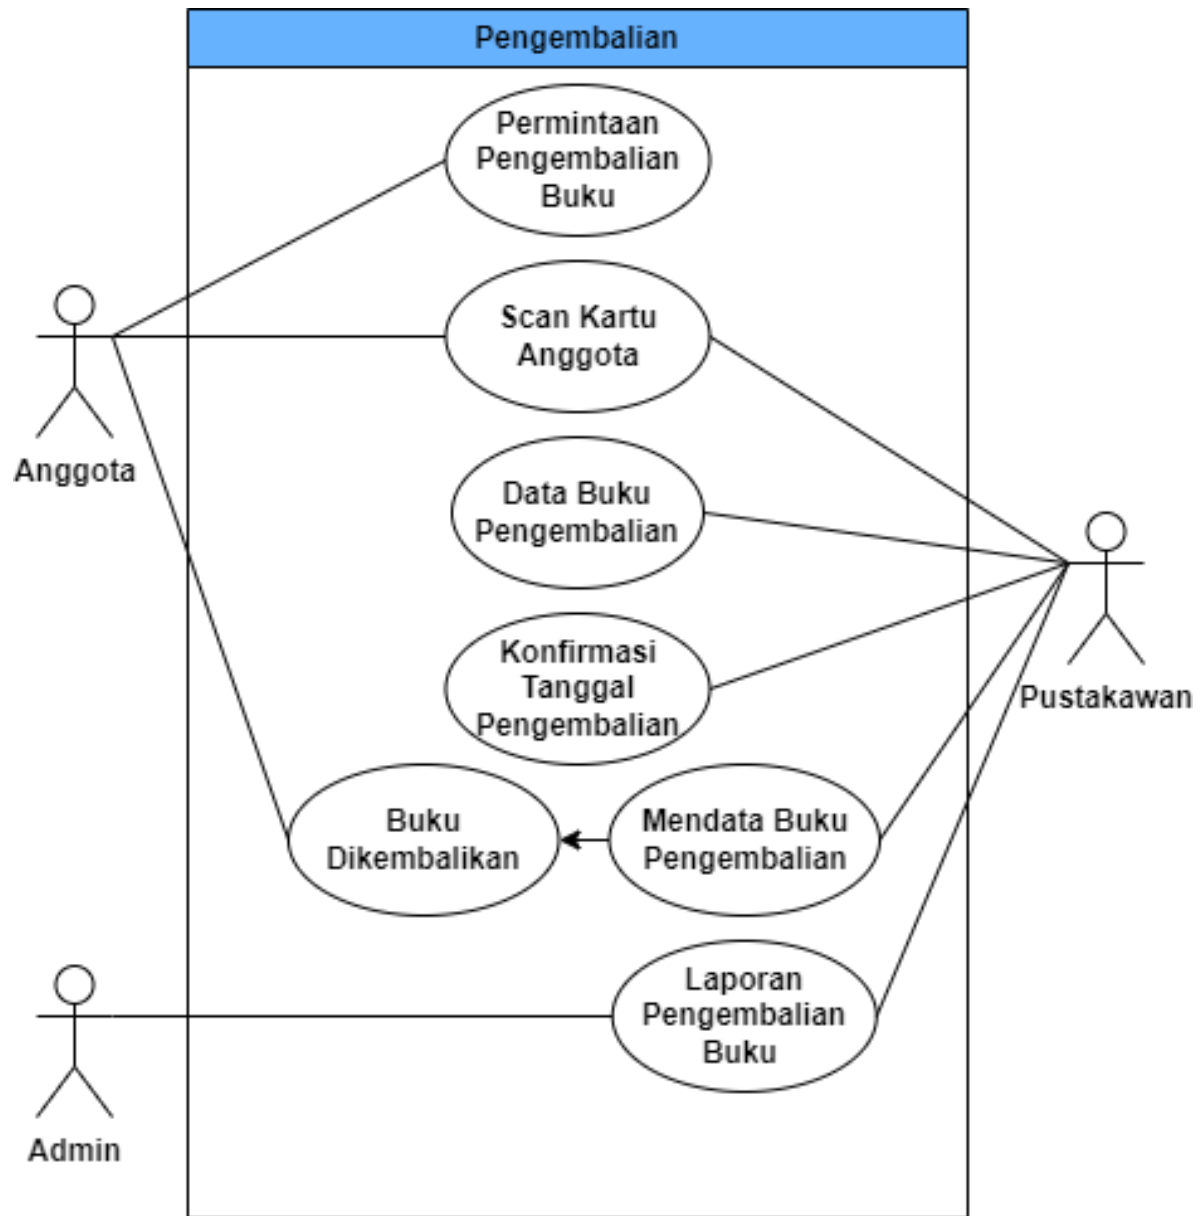 Pengembalian
Permintaan
Pengembalian
Buku
Scan Kartu
Anggota
Anggota
Data Buku
Pengembalian
Konfirmasi
Tanggal
Pengembalian
Pustakawan
Buku
Dikembalikan
Mendata Buku
Pengembalian
Laporan
Pengembalian
Buku
Admin